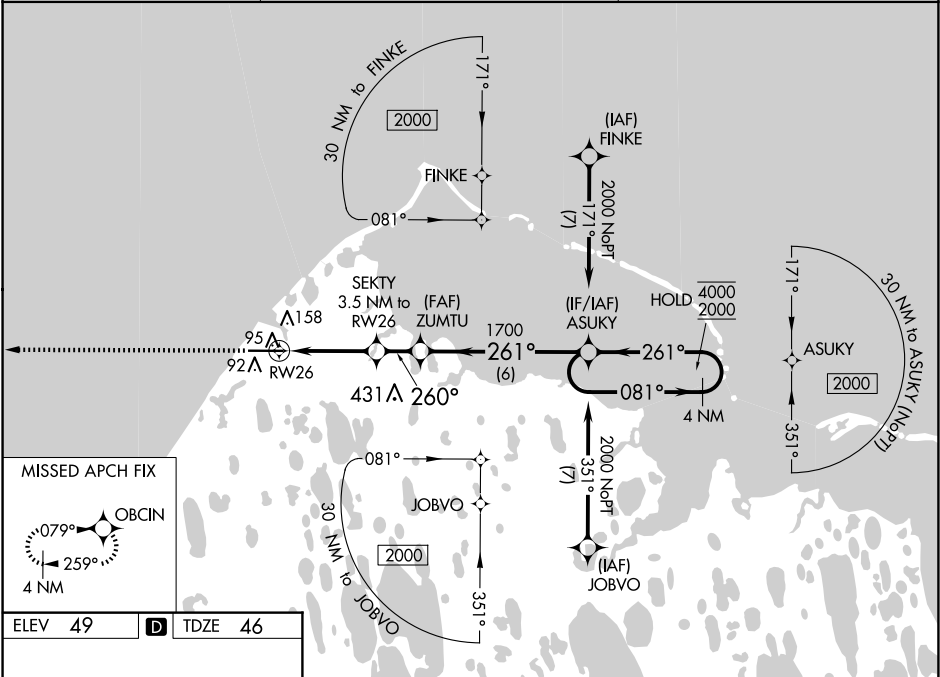 30 NM to FINKE
171°
2000
FINKE
081°
(IAF)
FINKE
2000 NoPT
171°
(7)
SEKTY
3.5 NM to
RW26
(FAF)
ZUMTU
1700
261°
(6)
(IF/IAF)
ASUKY
HOLD
4000
2000
261°
081°
4 NM
158
95
92
RW26
431
260°
171°
ASUKY
2000
351°
30 NM to ASUKY (NoPT)
081°
JOBVO
2000
351°
30 NM to JOBVO
2000 NoPT
351°
(7)
(IAF)
JOBVO
MISSED APCH FIX
OBCIN
079°
259°
4 NM
ELEV 49
D
TDZE 46